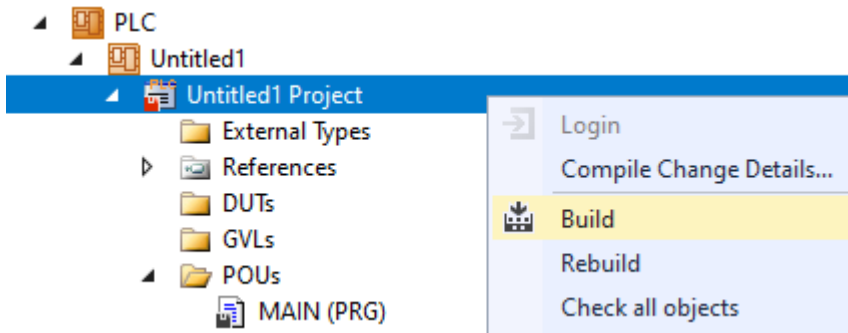 PLC
Untitled1
Untitled1 Project
External Types
References
DUTs
GVLs
POUs
MAIN (PRG)
Login
Compile Change Details...
Build
Rebuild
Check all objects